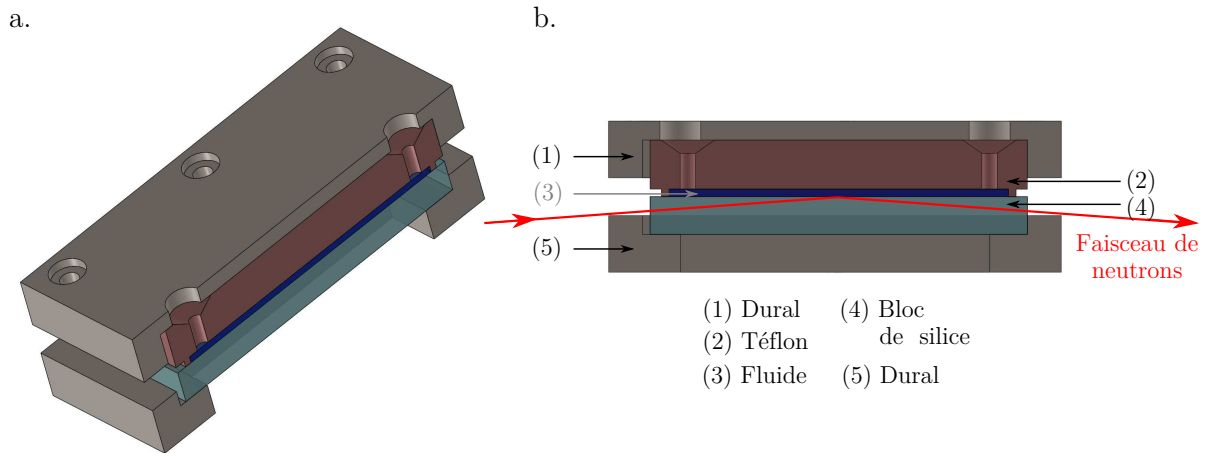 a.
b.
(1)
(2)
(3)
(4)
(5)
Faisceau de
neutrons
(1) Dural (4) Bloc
de silice
(2) Téflon
(3) Fluide (5) Dural